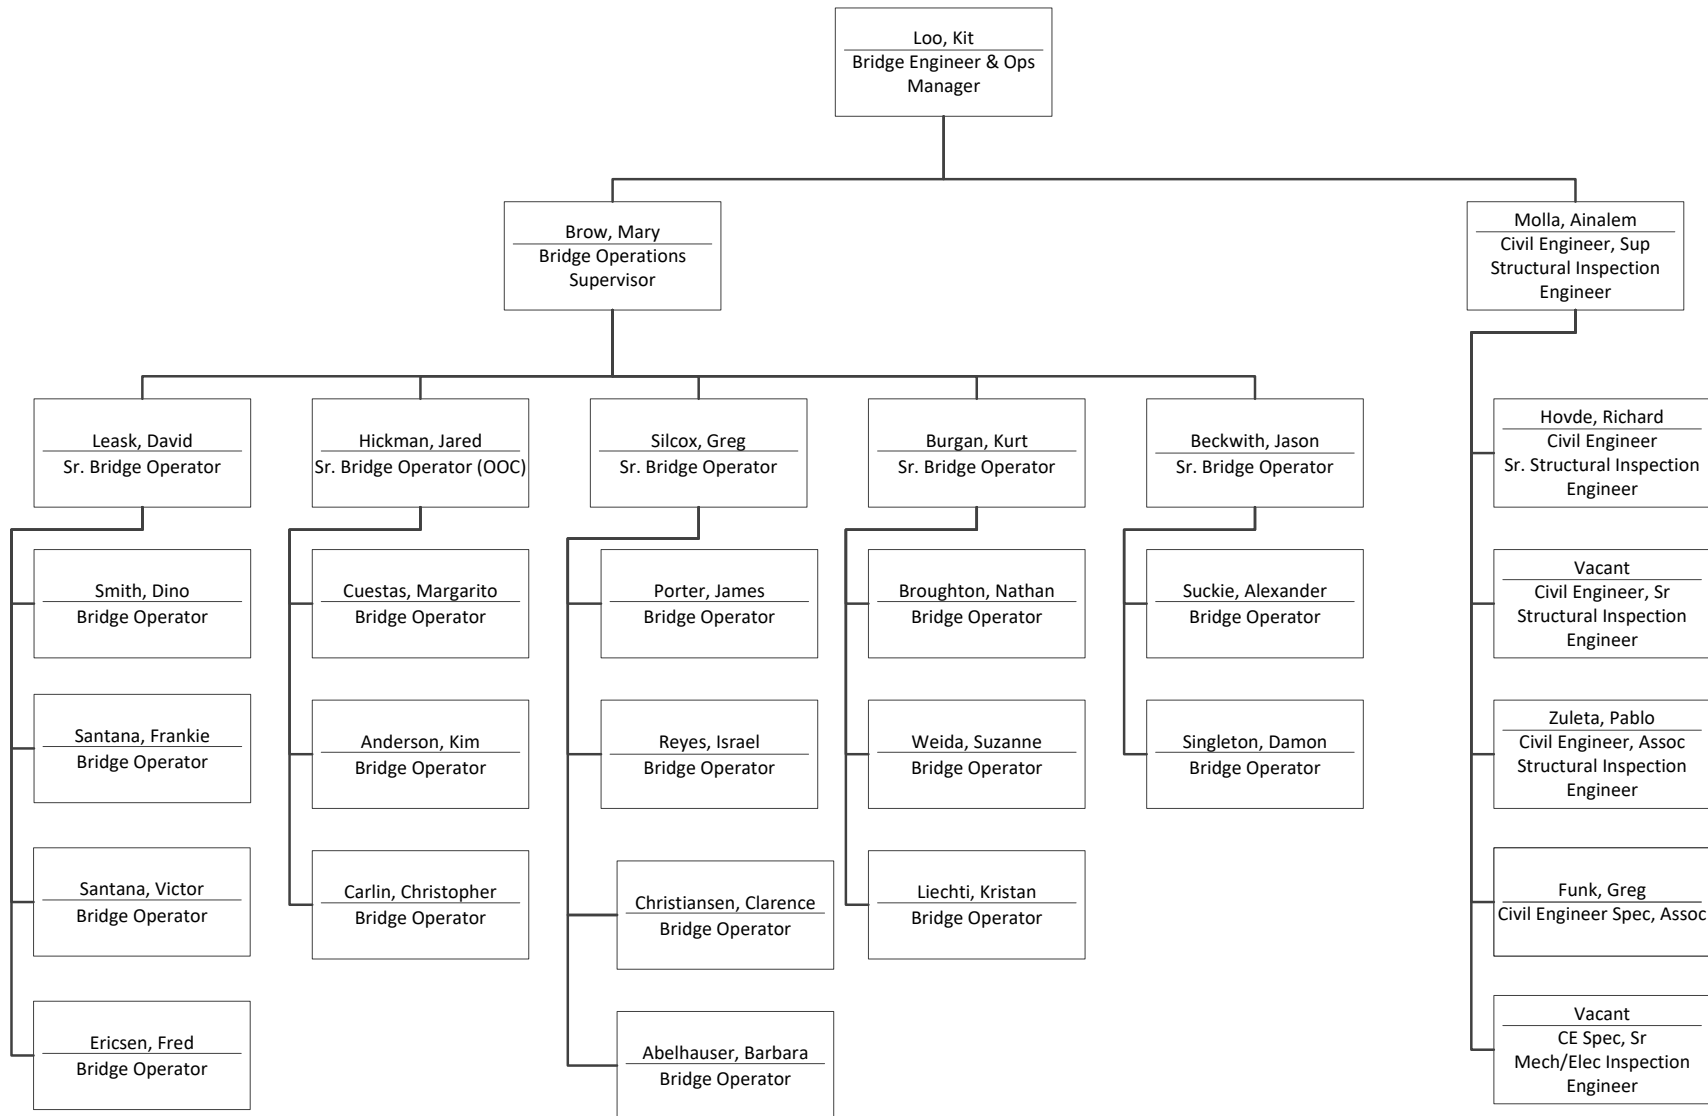 Loo, Kit
Bridge Engineer & Ops
Manager
Brow, Mary
Bridge Operations
Supervisor
Molla, Ainalem
Civil Engineer, Sup
Structural Inspection
Engineer
Leask, David
Sr. Bridge Operator
Hickman, Jared
Sr. Bridge Operator (OOC)
Silcox, Greg
Sr. Bridge Operator
Burgan, Kurt
Sr. Bridge Operator
Beckwith, Jason
Sr. Bridge Operator
Hovde, Richard
Civil Engineer
Sr. Structural Inspection
Engineer
Smith, Dino
Bridge Operator
Cuestas, Margarito
Bridge Operator
Porter, James
Bridge Operator
Broughton, Nathan
Bridge Operator
Suckie, Alexander
Bridge Operator
Vacant
Civil Engineer, Sr
Structural Inspection
Engineer
Santana, Frankie
Bridge Operator
Anderson, Kim
Bridge Operator
Reyes, Israel
Bridge Operator
Weida, Suzanne
Bridge Operator
Singleton, Damon
Bridge Operator
Zuleta, Pablo
Civil Engineer, Assoc
Structural Inspection
Engineer
Santana, Victor
Bridge Operator
Carlin, Christopher
Bridge Operator
Christiansen, Clarence
Bridge Operator
Liechti, Kristan
Bridge Operator
Funk, Greg
Civil Engineer Spec, Assoc
Ericsen, Fred
Bridge Operator
Abelhauser, Barbara
Bridge Operator
Vacant
CE Spec, Sr
Mech/Elec Inspection
Engineer